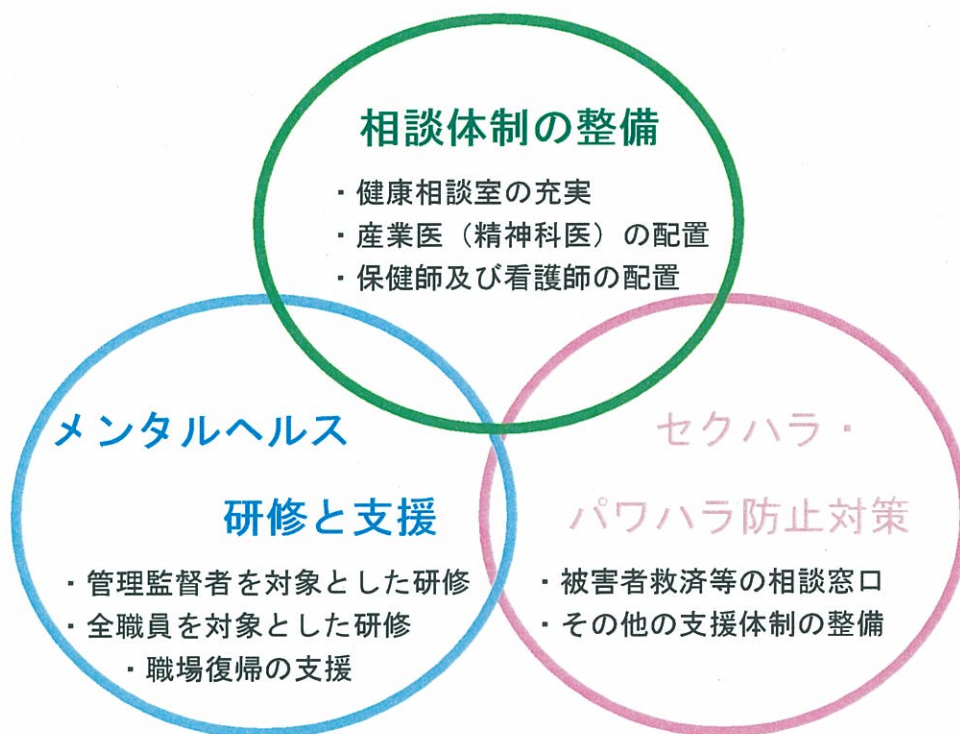 相談体制の整備
・健康相談室の充実
・産業医（精神科医）の配置
・保健師及び看護師の配置
メンタルヘルス
研修と支援
・管理監督者を対象とした研修
・全職員を対象とした研修
・職場復帰の支援
セクハラ・
パワハラ防止対策
・被害者救済等の相談窓口
・その他の支援体制の整備